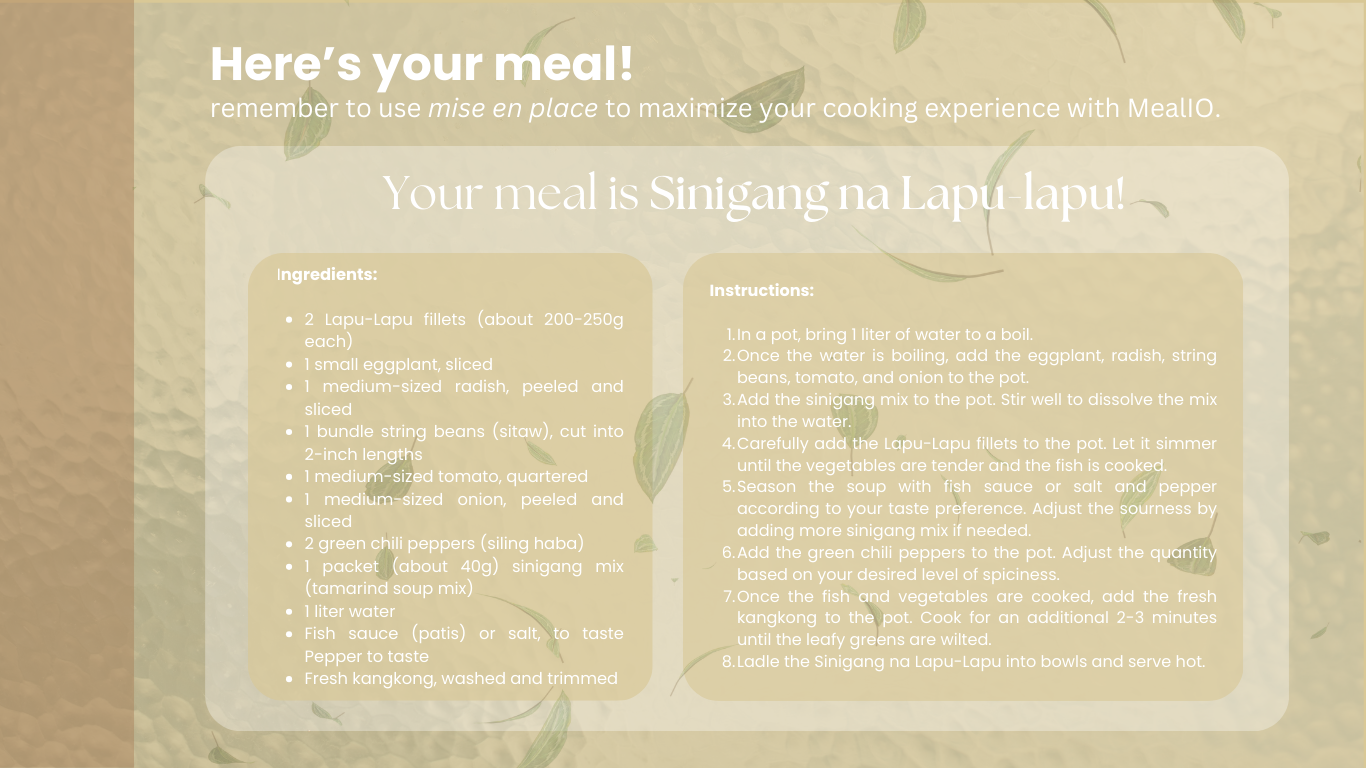 Here’s your meal!
remember to use mise en place to maximize your cooking experience with MealIO.
Your meal is Sinigang na Lapu-lapu!
Ingredients:
• 2 Lapu-Lapu fillets (about 200-250g
each)
• 1 small eggplant, sliced
• 1 medium-sized radish, peeled and
sliced
• 1 bundle string beans (sitaw), cut into
2-inch lengths
• 1 medium-sized tomato, quartered
• 1 medium-sized onion, peeled and
sliced
• 2 green chili peppers (siling haba)
• 1 packet (about 40g) sinigang mix
(tamarind soup mix)
• 1 liter water
• Fish sauce (patis) or salt, to taste
Pepper to taste
• Fresh kangkong, washed and trimmed
Instructions:
1. In a pot, bring 1 liter of water to a boil.
2. Once the water is boiling, add the eggplant, radish, string
beans, tomato, and onion to the pot.
3. Add the sinigang mix to the pot. Stir well to dissolve the mix
into the water.
4. Carefully add the Lapu-Lapu fillets to the pot. Let it simmer
until the vegetables are tender and the fish is cooked.
5. Season the soup with fish sauce or salt and pepper
according to your taste preference. Adjust the sourness by
adding more sinigang mix if needed.
6. Add the green chili peppers to the pot. Adjust the quantity
based on your desired level of spiciness.
7. Once the fish and vegetables are cooked, add the fresh
kangkong to the pot. Cook for an additional 2-3 minutes
until the leafy greens are wilted.
8. Ladle the Sinigang na Lapu-Lapu into bowls and serve hot.